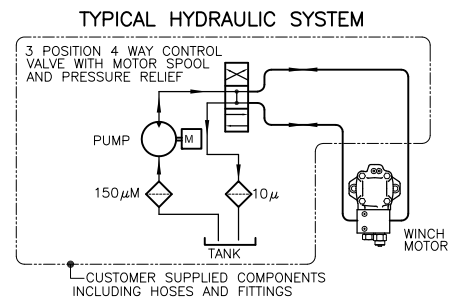 TYPICAL HYDRAULIC SYSTEM
3 POSITION 4 WAY CONTROL
VALVE WITH MOTOR SPOOL
AND PRESSURE RELIEF
PUMP
M
150µM
10µ
TANK
WINCH
MOTOR
CUSTOMER SUPPLIED COMPONENTS
INCLUDING HOSES AND FITTINGS